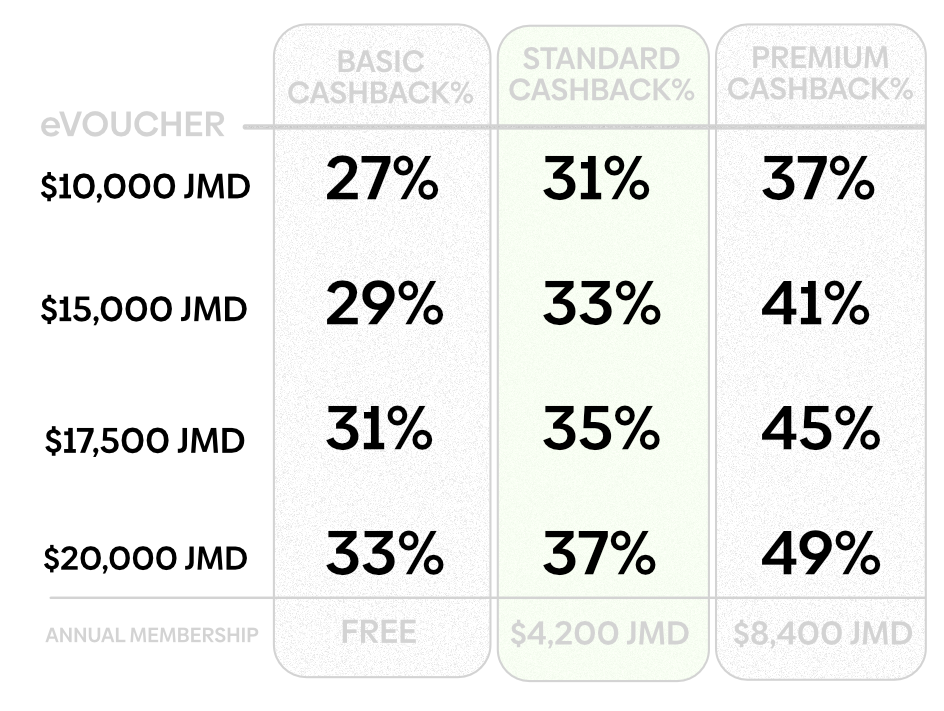 BASIC CASHBACK%
STANDARD CASHBACK%
PREMIUM CASHBACK%
eVOUCHER
$10,000 JMD 27% 31% 37%
$15,000 JMD 29% 33% 41%
$17,500 JMD 31% 35% 45%
$20,000 JMD 33% 37% 49%
ANNUAL MEMBERSHIP FREE $4,200 JMD $8,400 JMD